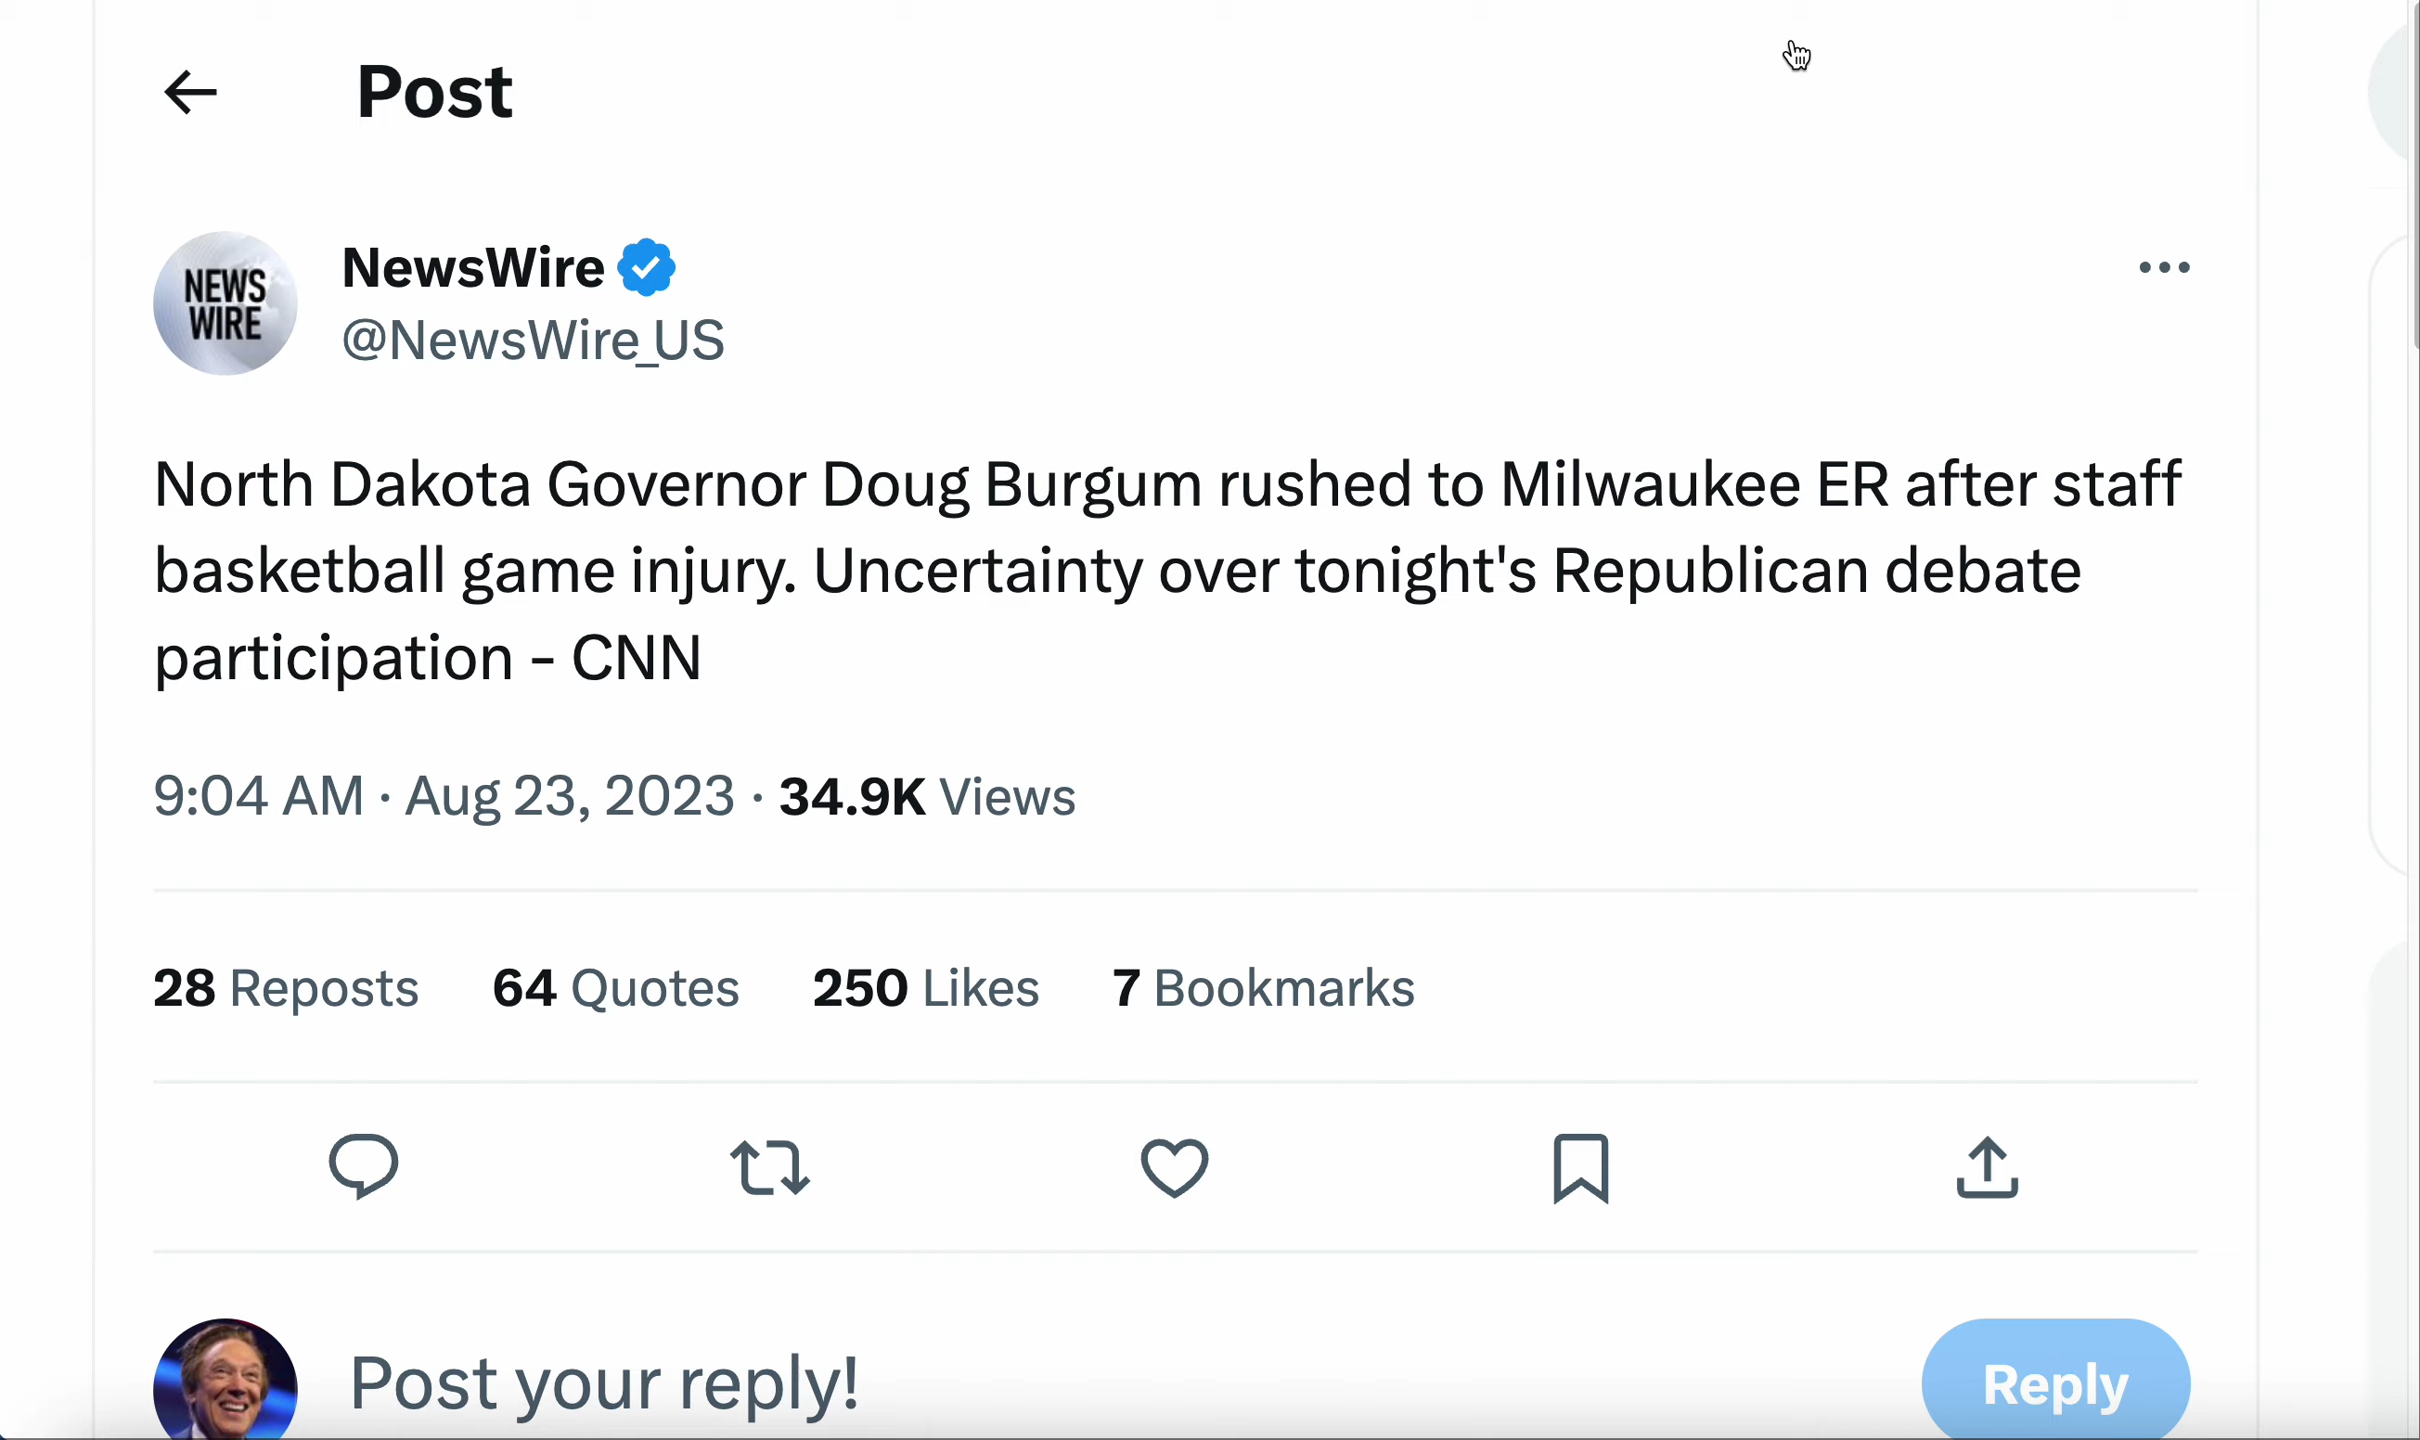 Post
NEWS
WIRE
NewsWire
@NewsWire_US
North Dakota Governor Doug Burgum rushed to Milwaukee ER after staff
basketball game injury. Uncertainty over tonight's Republican debate
participation - CNN
9:04 AM · Aug 23, 2023 · 34.9K Views
28 Reposts 64 Quotes 250 Likes 7 Bookmarks
Post your reply!
Reply